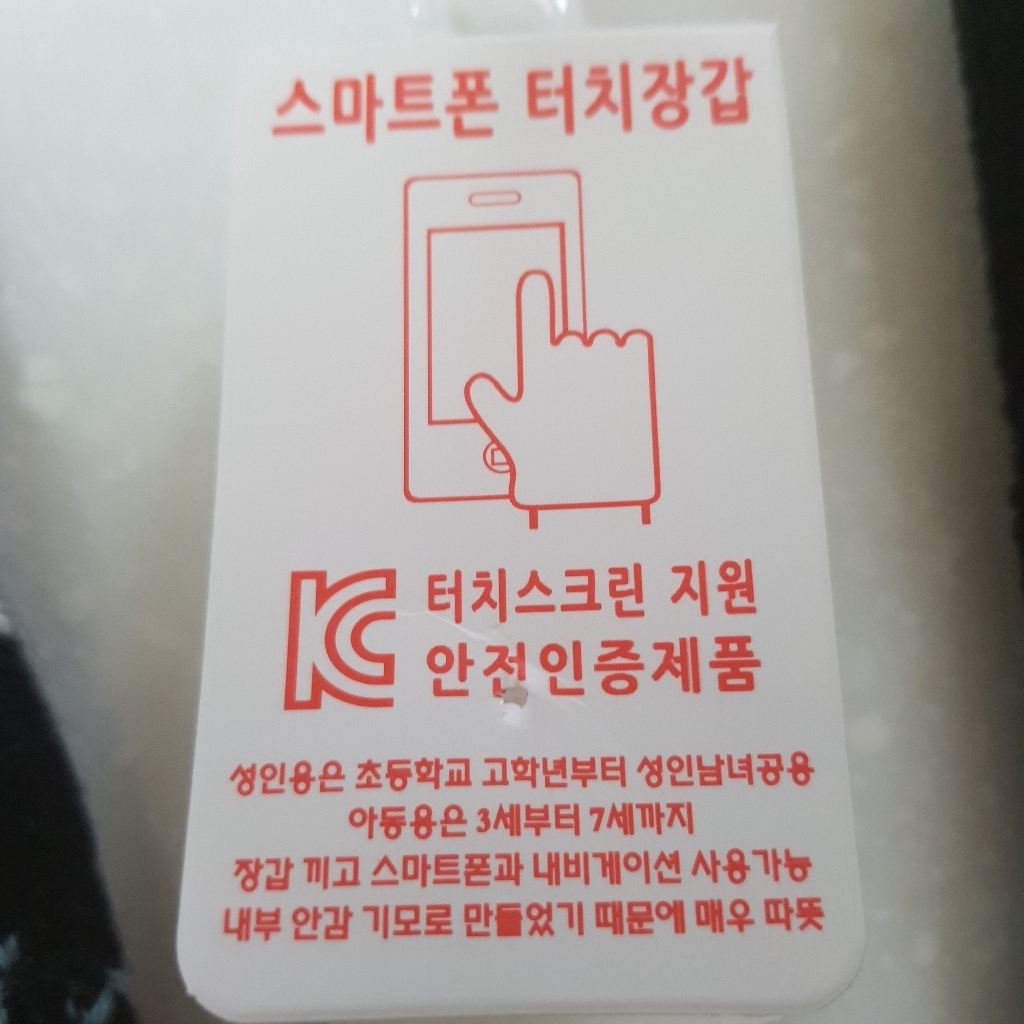 스마트폰 터치장갑
KC 터치스크린 지원
안전인증제품
성인용은 초등학교 고학년부터 성인남녀공용
아동용은 3세부터 7세까지
장갑 끼고 스마트폰과 내비게이션 사용가능
내부 안감 기모로 만들었기 때문에 매우 따뜻